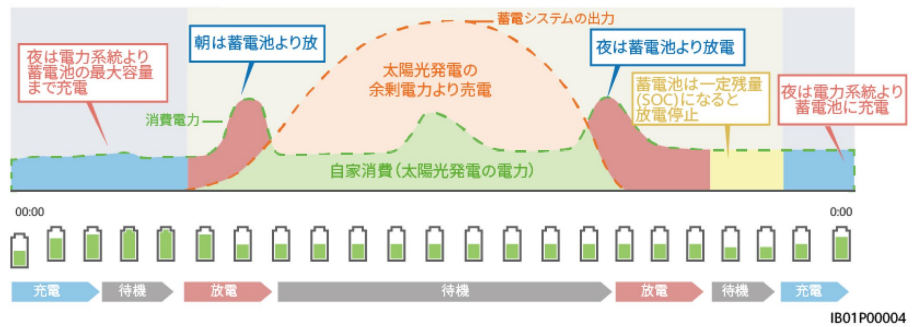 蓄電システムの出力
夜は電力系統より
蓄電池の最大容量
まで充電
朝は蓄電池より放
夜は蓄電池より放電
太陽光発電の
余剰電力より売電
蓄電池は一定残量
(SOC)になると
放電停止
夜は電力系統より
蓄電池に充電
消費電力
自家消費(太陽光発電の電力)
00:00
0:00
充電
待機
放電
待機
放電
待機
充電
IB01P00004